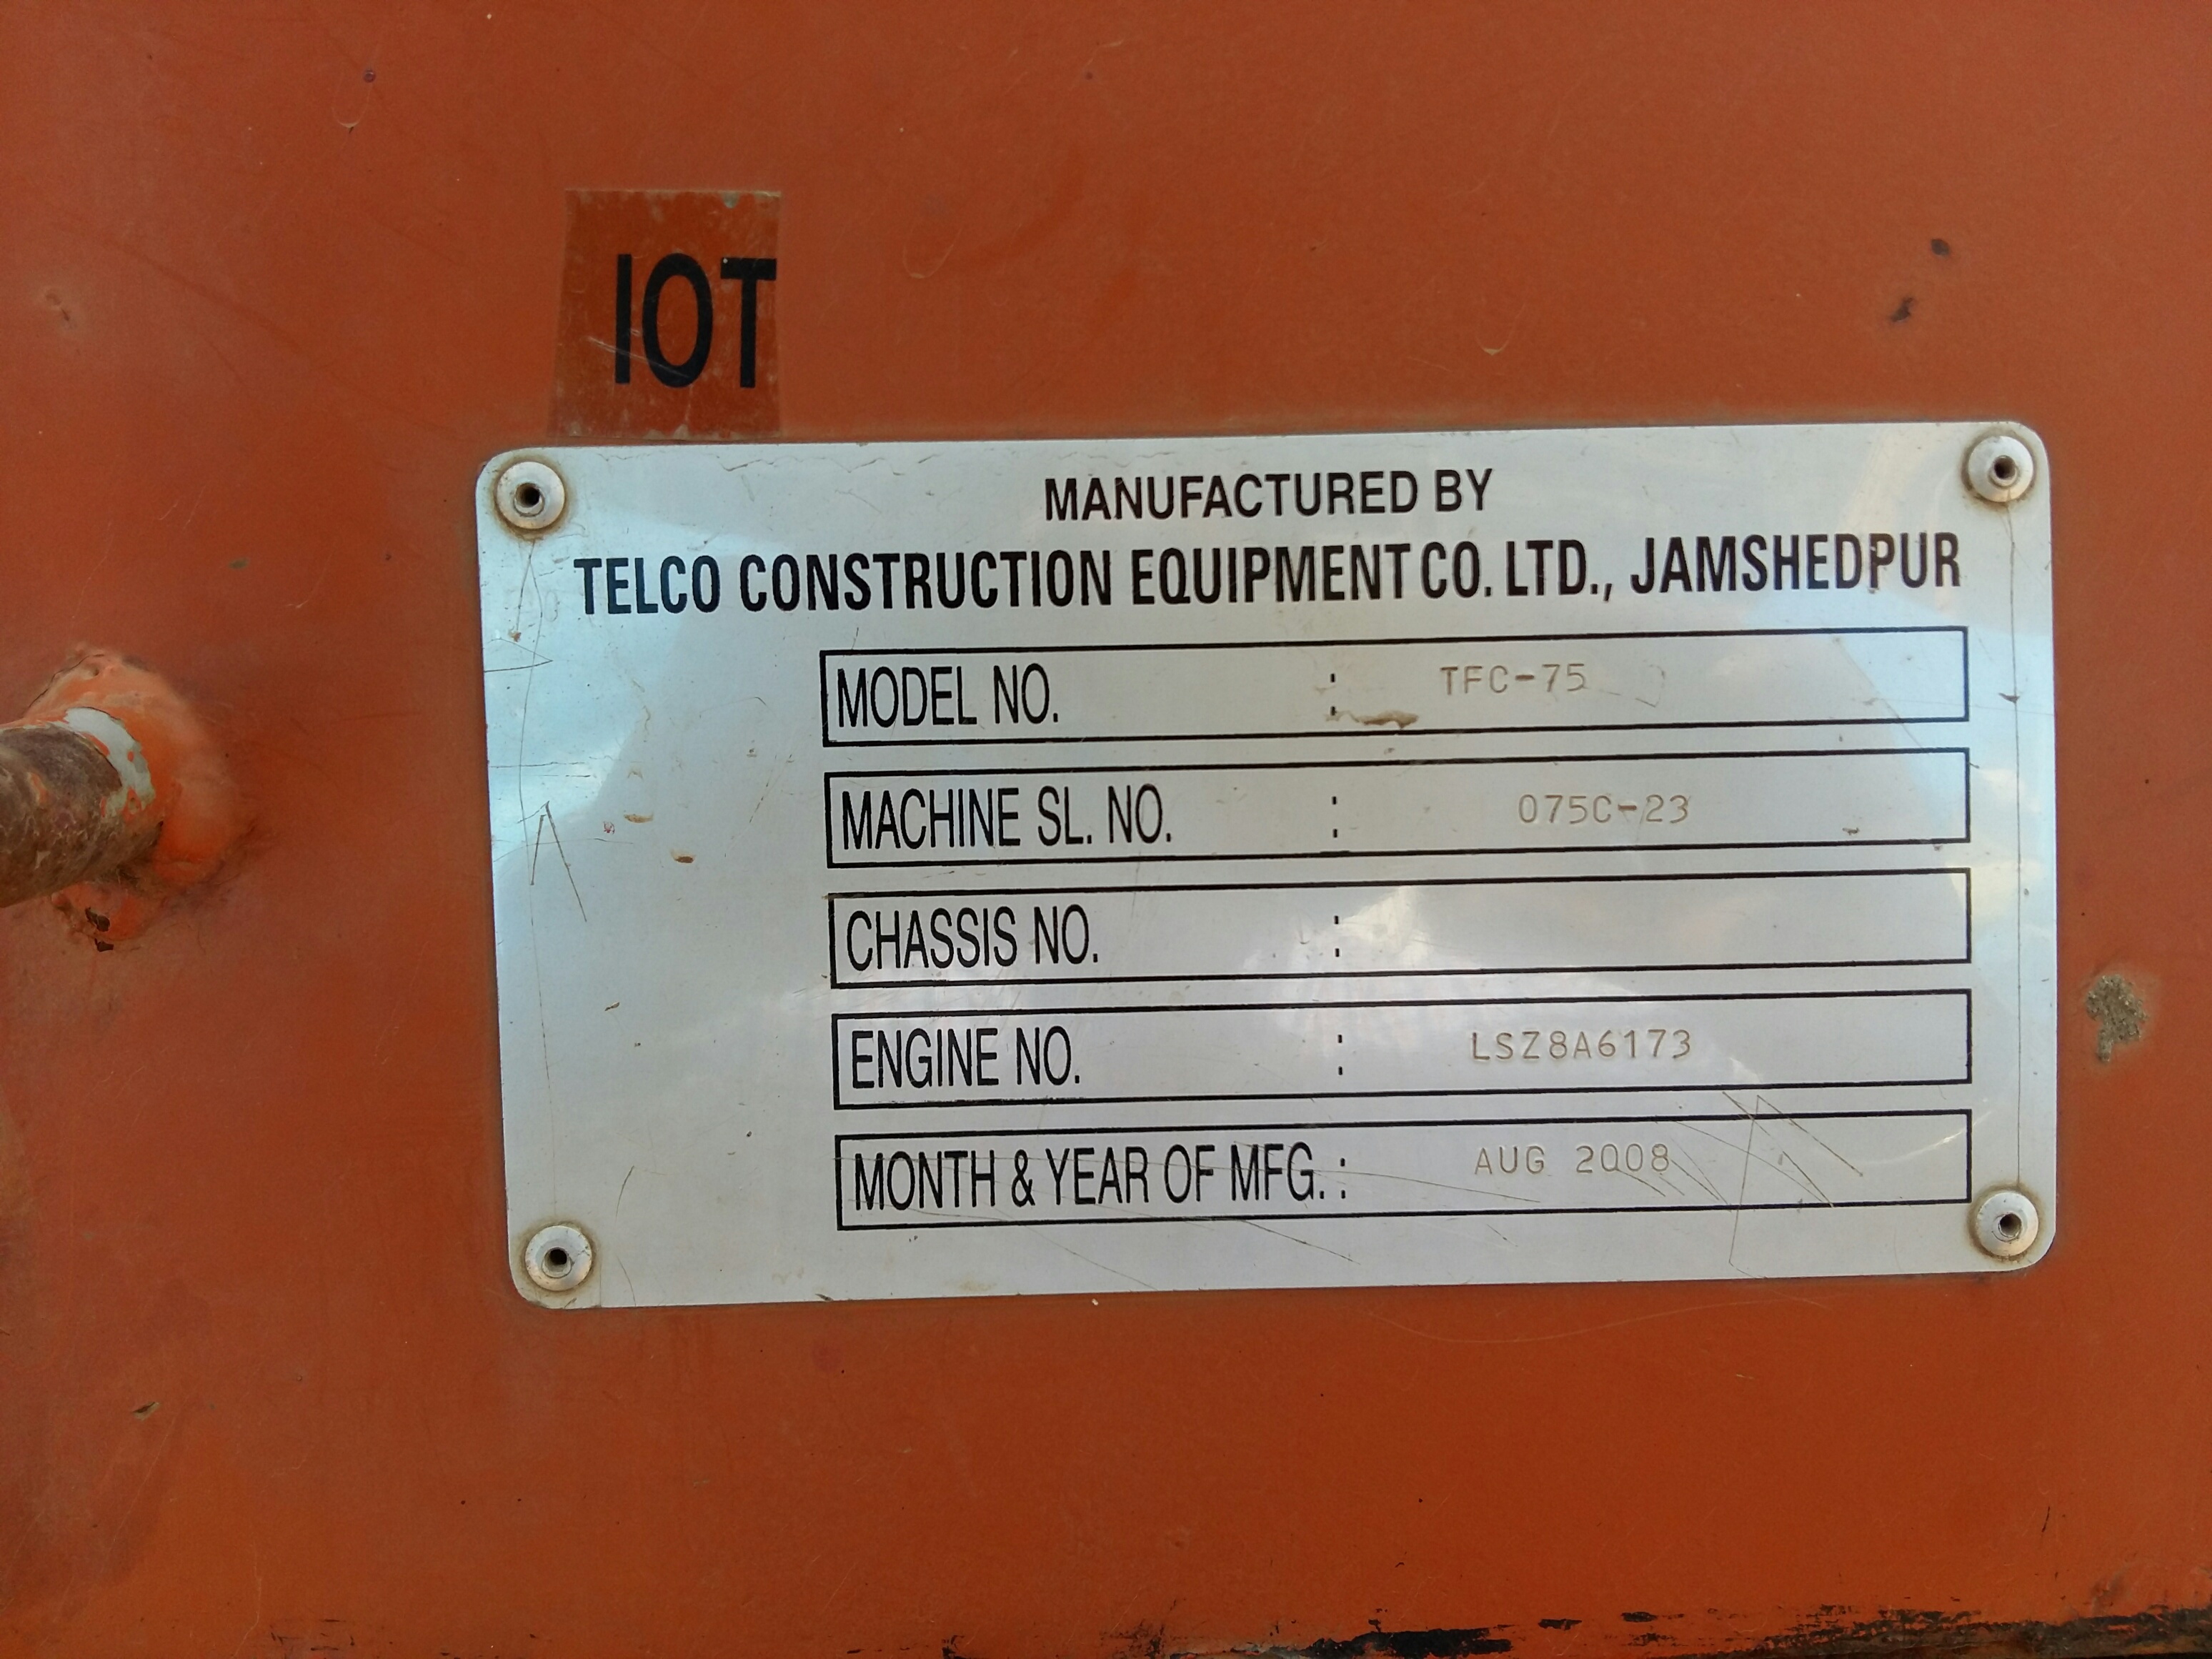 IOT
MANUFACTURED BY
TELCO CONSTRUCTION EQUIPMENT CO. LTD., JAMSHEDPUR
MODEL NO. : TFC-75
MACHINE SL. NO. : 075C-23
CHASSIS NO. :
ENGINE NO. : LSZ8A6173
MONTH & YEAR OF MFG. : AUG 2008